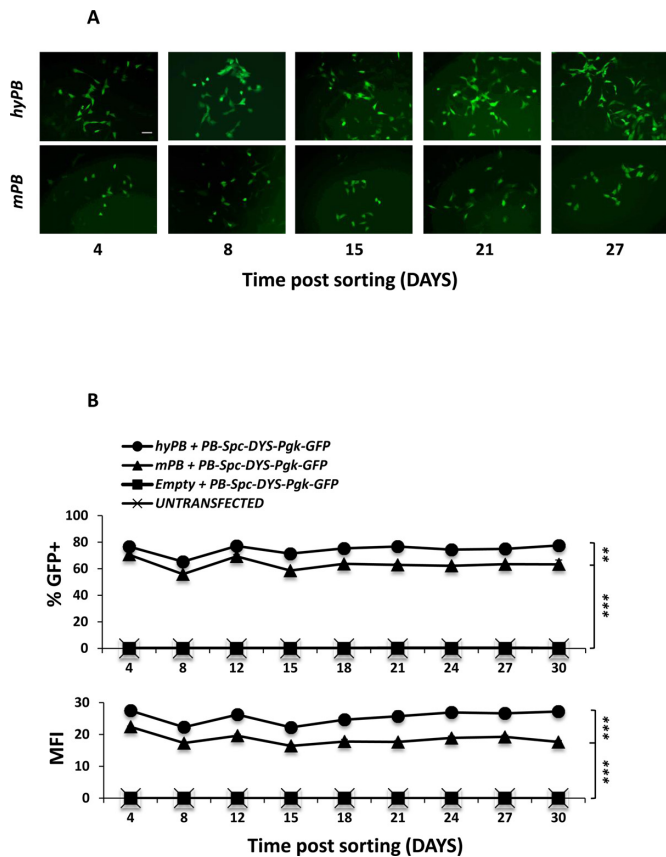 A
hyPB
mPB
4 8 15 21 27
Time post sorting (DAYS)
B
hyPB + PB-Spc-DYS-Pgk-GFP
mPB + PB-Spc-DYS-Pgk-GFP
Empty + PB-Spc-DYS-Pgk-GFP
UNTRANSFECTED
% GFP+
100
80
60
40
20
0
4 8 12 15 18 21 24 27 30
**
***
MFI
30
20
10
0
4 8 12 15 18 21 24 27 30
***
***
Time post sorting (DAYS)